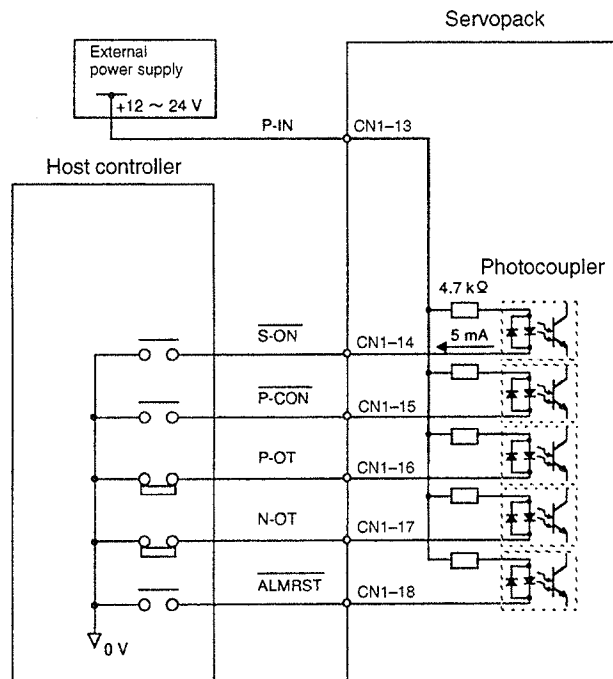 Servopack
External
power supply
+12 ~ 24 V
P-IN
CN1-13
Host controller
Photocoupler
4.7 kΩ
S-ON
5 mA
CN1-14
P-CON
CN1-15
P-OT
CN1-16
N-OT
CN1-17
ALMRST
CN1-18
0 V